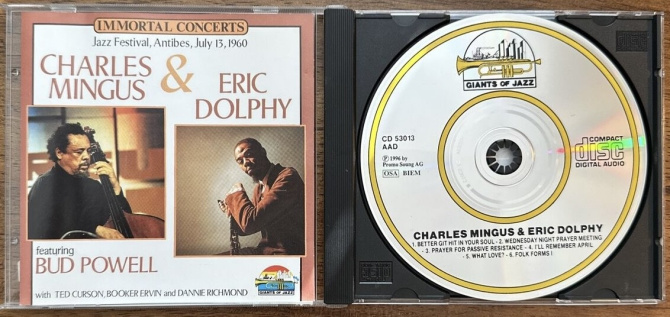 IMMORTAL CONCERTS
Jazz Festival, Antibes, July 13, 1960
CHARLES
MINGUS
&
ERIC
DOLPHY
featuring
BUD POWELL
with TED CURSON, BOOKER ERVIN and DANNIE RICHMOND
GIANTS OF JAZZ
GIANTS OF JAZZ
CD 53013
AAD
Ⓟ 1996 by
Promo Sound AG
OSA BIEM
COMPACT
disc
DIGITAL AUDIO
CHARLES MINGUS & ERIC DOLPHY
1. BETTER GIT HIT IN YOUR SOUL - 2. WEDNESDAY NIGHT PRAYER MEETING
- 3. PRAYER FOR PASSIVE RESISTANCE - 4. I'LL REMEMBER APRIL
- 5. WHAT LOVE? - 6. FOLK FORMS I